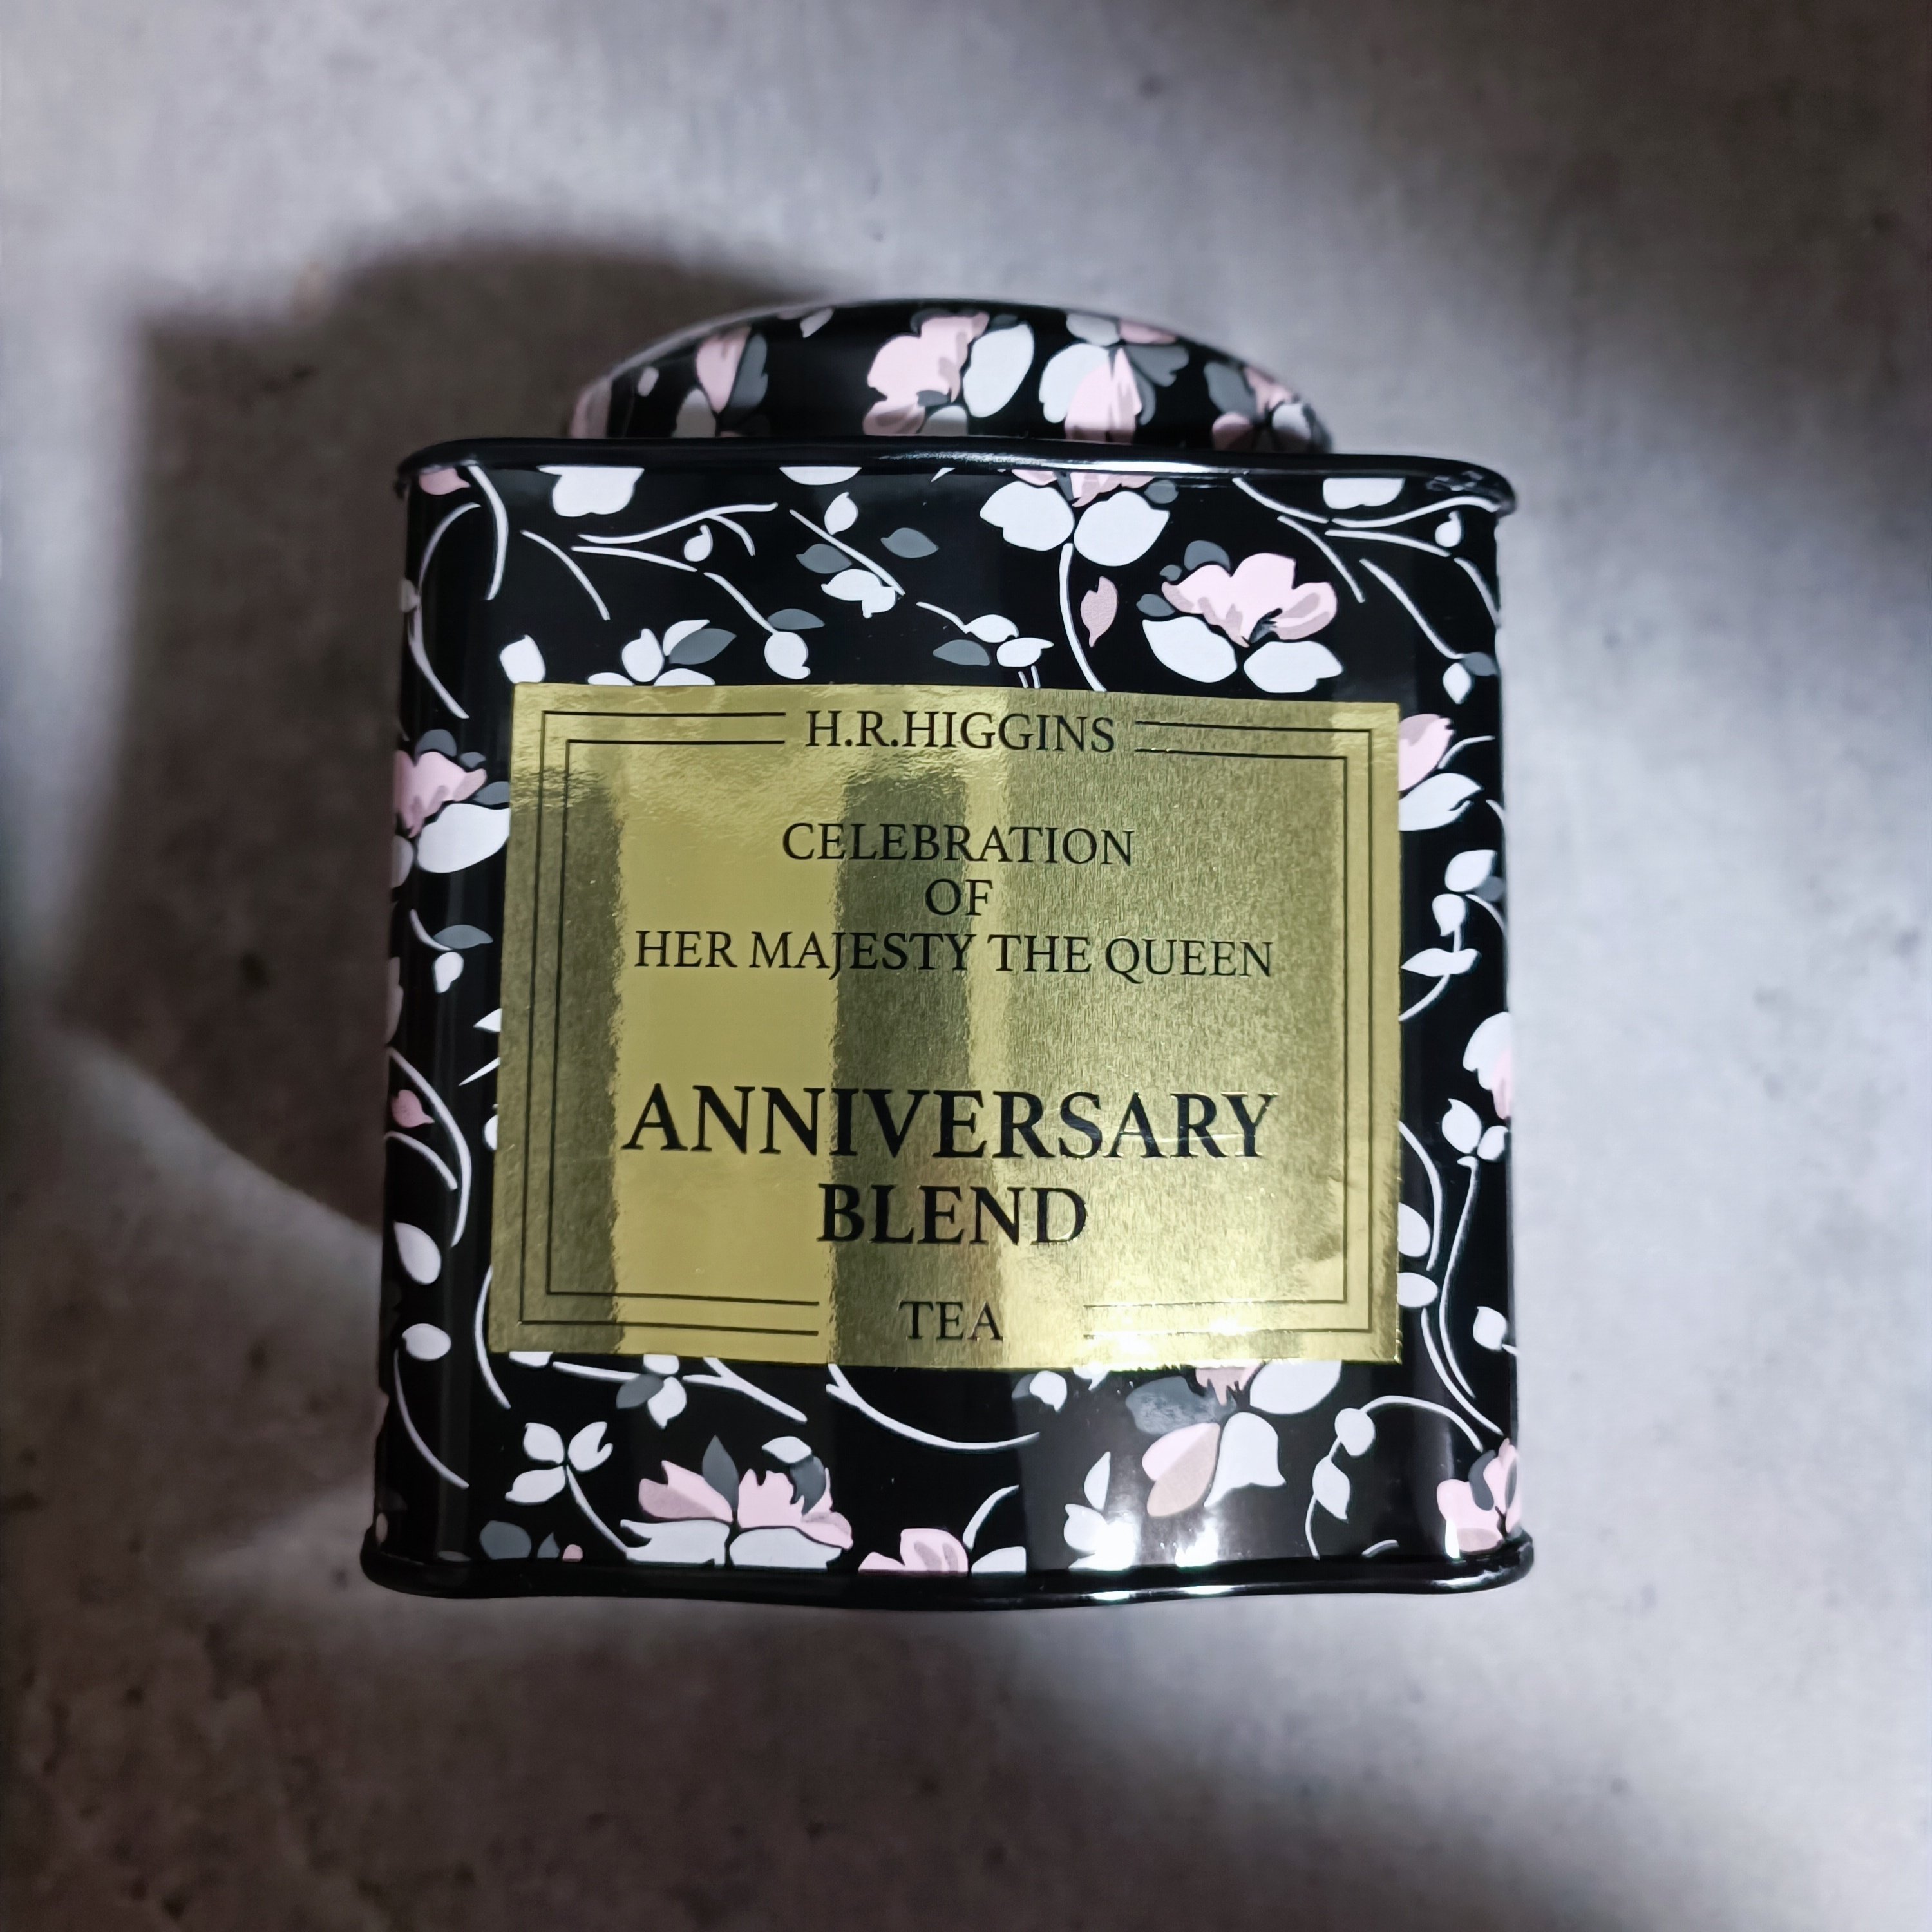 H.R.HIGGINS
CELEBRATION
OF
HER MAJESTY THE QUEEN
ANNIVERSARY
BLEND
TEA